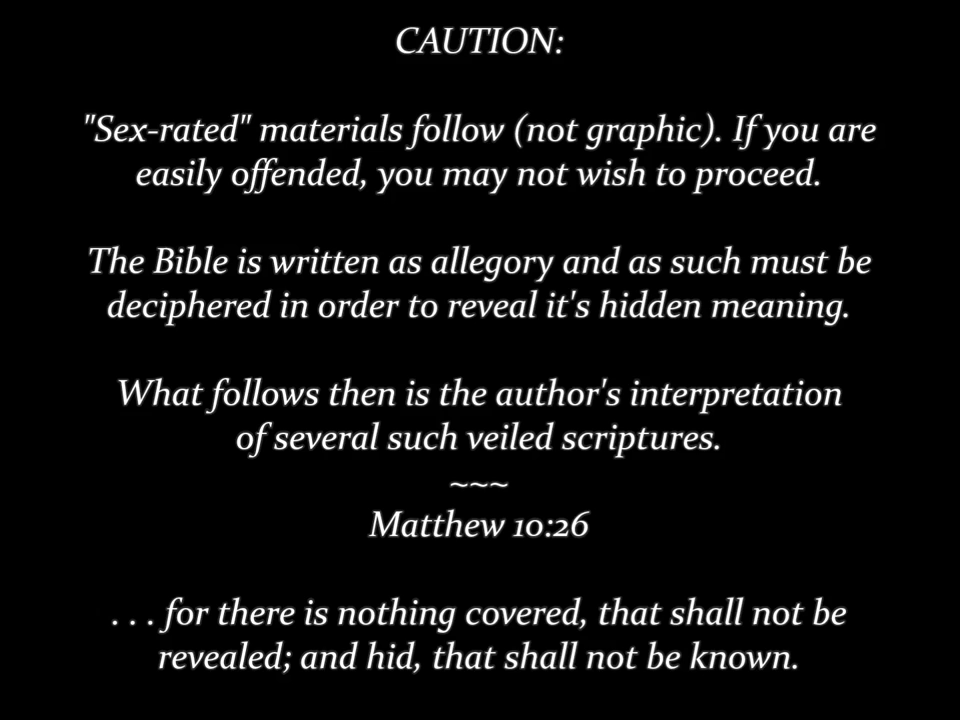 CAUTION:
"Sex-rated" materials follow (not graphic). If you are
easily offended, you may not wish to proceed.
The Bible is written as allegory and as such must be
deciphered in order to reveal it's hidden meaning.
What follows then is the author's interpretation
of several such veiled scriptures.
~~~
Matthew 10:26
. . . for there is nothing covered, that shall not be
revealed; and hid, that shall not be known.